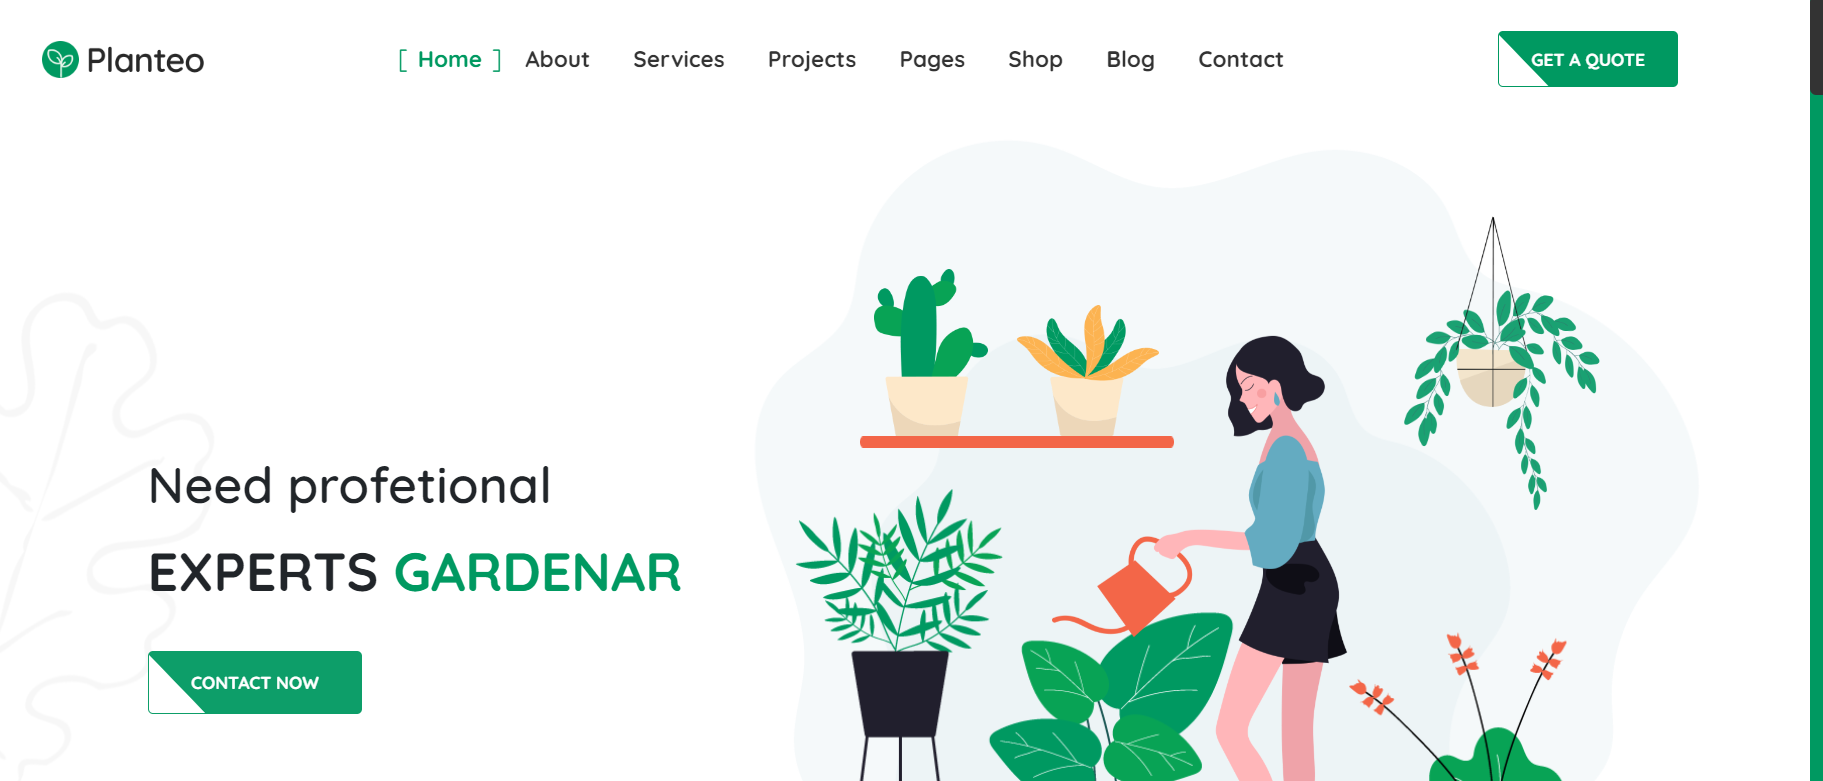 Planteo
[ Home ] About Services Projects Pages Shop Blog Contact
GET A QUOTE
Need profetional
EXPERTS GARDENAR
CONTACT NOW